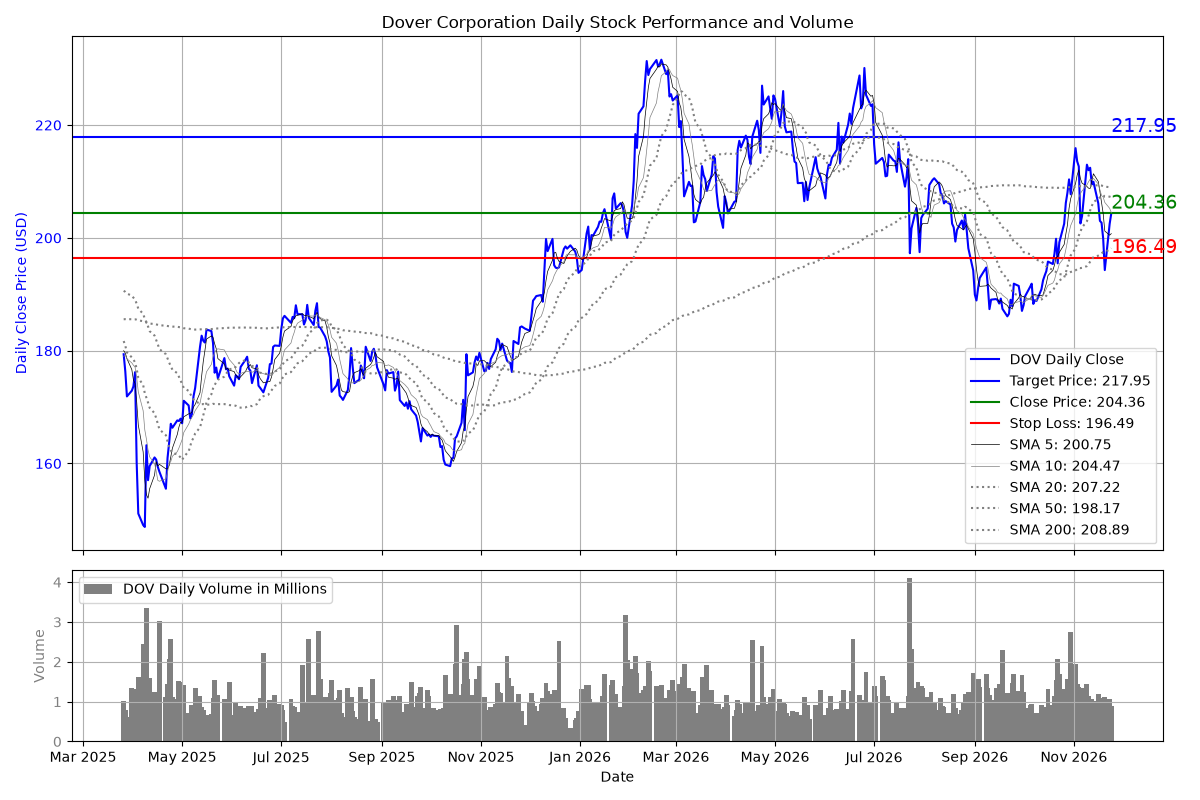 Dover Corporation Daily Stock Performance and Volume
Daily Close Price (USD)
220
200
180
160
217.95
204.36
196.49
DOV Daily Close
Target Price: 217.95
Close Price: 204.36
Stop Loss: 196.49
SMA 5: 200.75
SMA 10: 204.47
SMA 20: 207.22
SMA 50: 198.17
SMA 200: 208.89
Volume
4
3
2
1
0
DOV Daily Volume in Millions
Mar 2025
May 2025
Jul 2025
Sep 2025
Nov 2025
Jan 2026
Mar 2026
May 2026
Jul 2026
Sep 2026
Nov 2026
Date